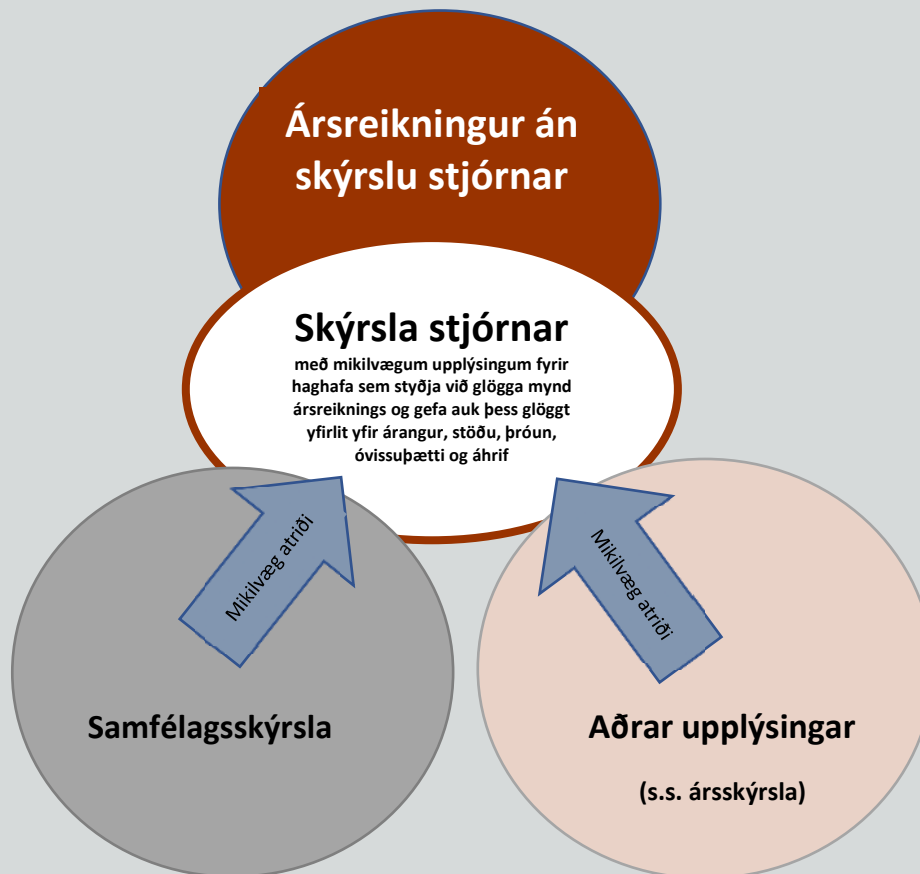 Ársreikningur án
skýrslu stjórnar
Skýrsla stjórnar
með mikilvægum upplýsingum fyrir
haghafa sem styðja við glögga mynd
ársreiknings og gefa auk þess glöggt
yfirlit yfir árangur, stöðu, þróun,
óvissuþætti og áhrif
Mikilvæg atriði
Mikilvæg atriði
Samfélagsskýrsla
Aðrar upplýsingar
(s.s. ársskýrsla)